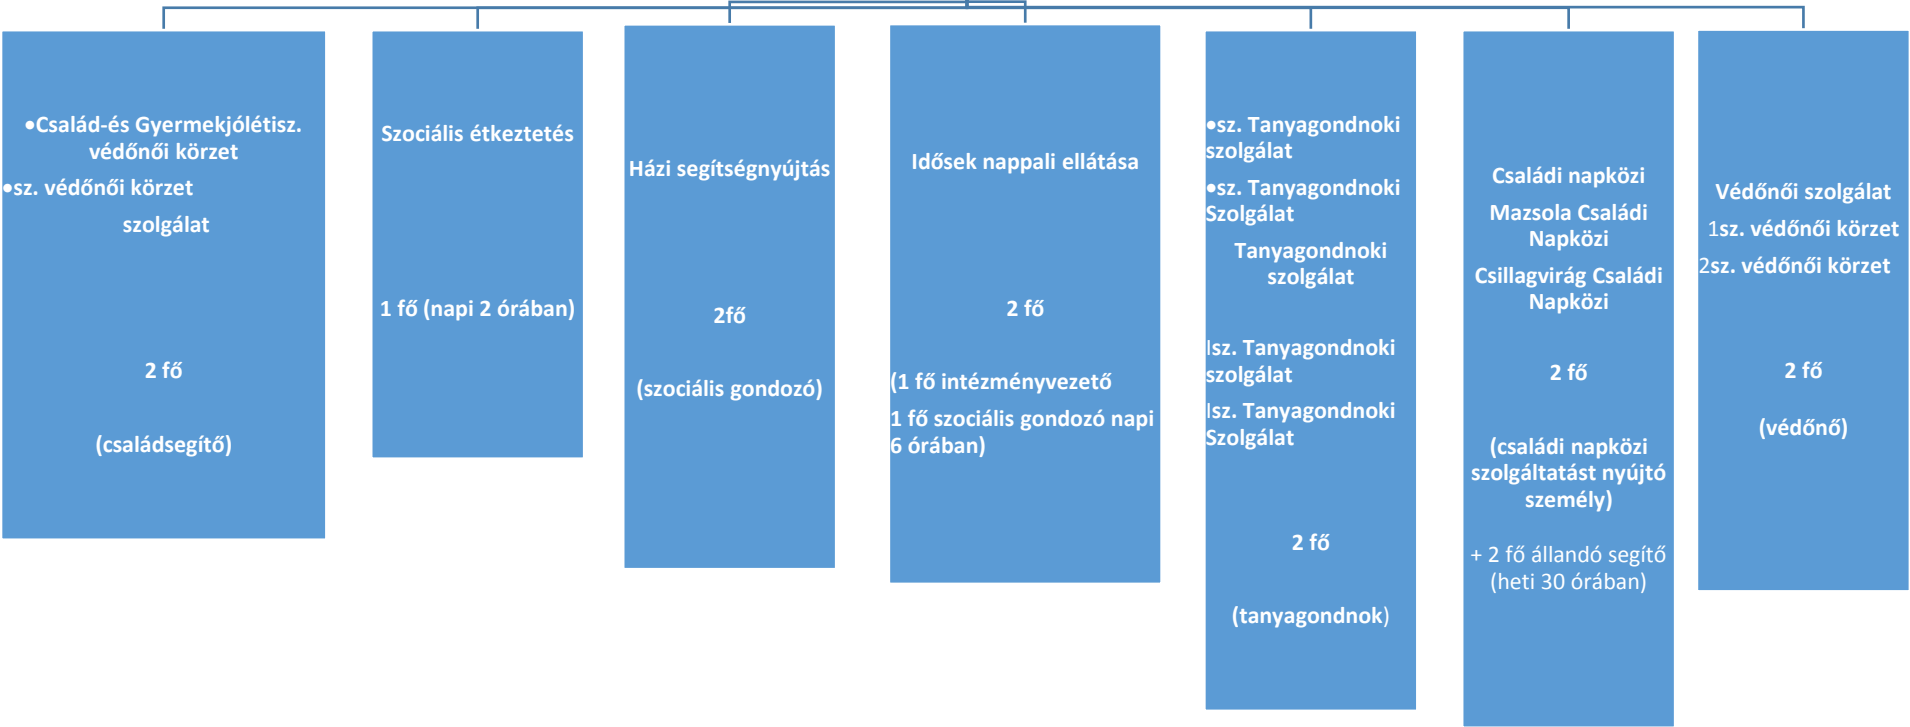 •Család-és Gyermekjólétisz.
védőnői körzet
•sz. védőnői körzet
szolgálat
2 fő
(családsegítő)
Szociális étkeztetés
1 fő (napi 2 órában)
Házi segítségnyújtás
2fő
(szociális gondozó)
Idősek nappali ellátása
2 fő
(1 fő intézményvezető
1 fő szociális gondozó napi
6 órában)
•sz. Tanyagondnoki
szolgálat
•sz. Tanyagondnoki
Szolgálat
Tanyagondnoki
szolgálat
Isz. Tanyagondnoki
szolgálat
Isz. Tanyagondnoki
Szolgálat
2 fő
(tanyagondnok)
Családi napközi
Mazsola Családi
Napközi
Csillagvirág Családi
Napközi
2 fő
(családi napközi
szolgáltatást nyújtó
személy)
+ 2 fő állandó segítő
(heti 30 órában)
Védőnői szolgálat
1sz. védőnői körzet
2sz. védőnői körzet
2 fő
(védőnő)